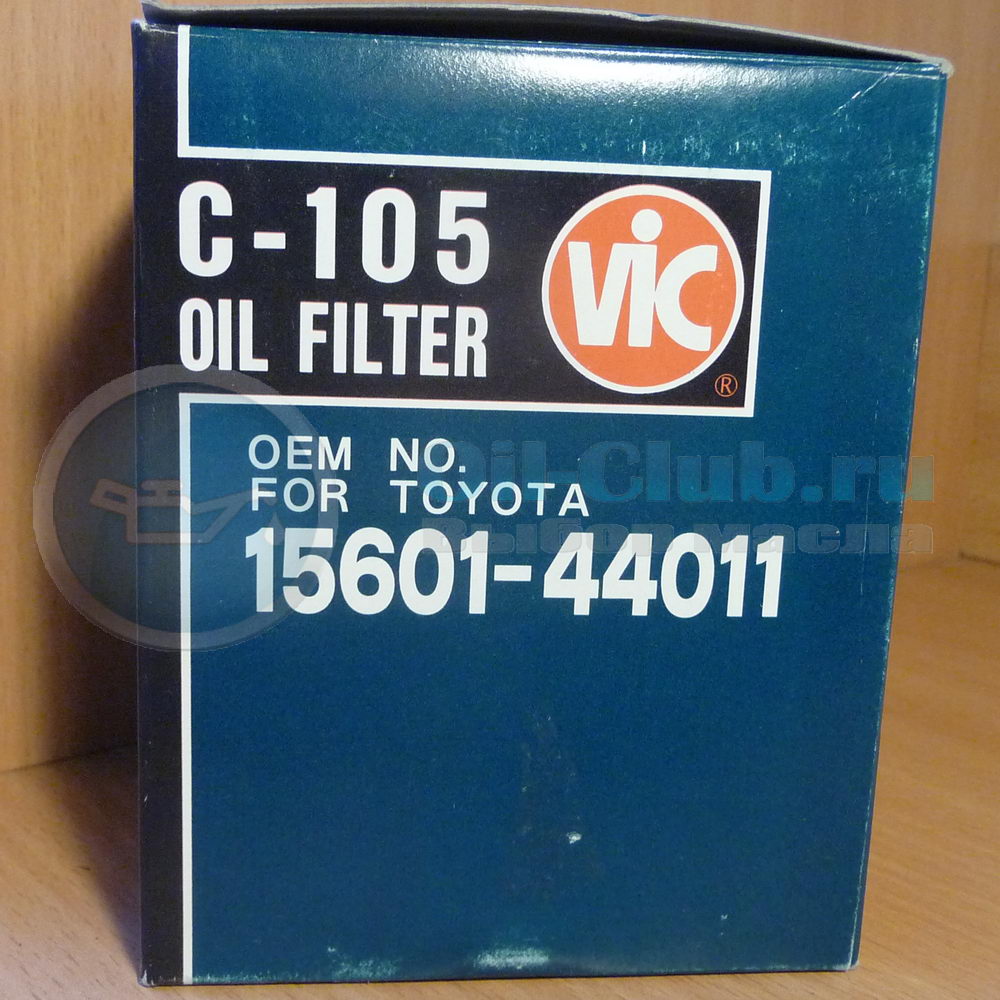 C-105
OIL FILTER
ViC
®
OEM NO.
FOR TOYOTA
15601-44011
Oil-Club.ru
Выбор масла